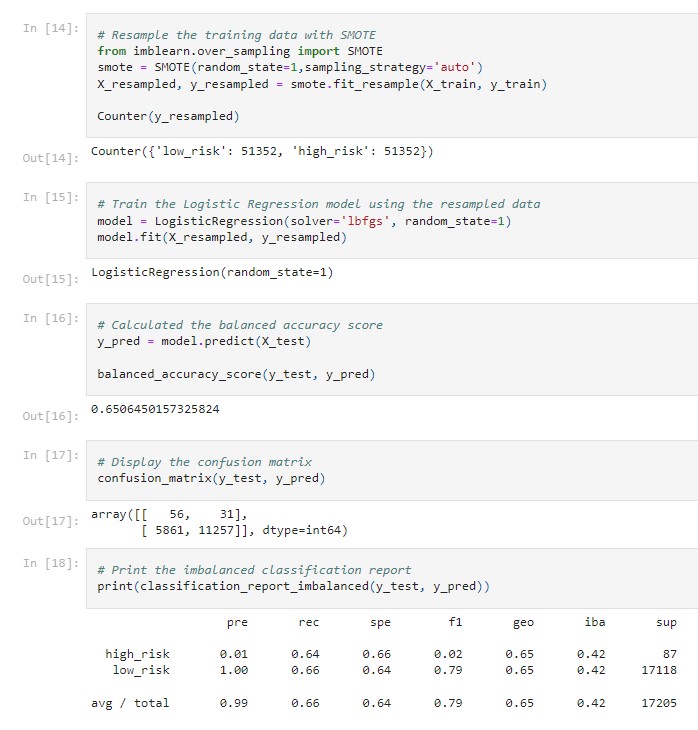 In [14]:
# Resample the training data with SMOTE
from imblearn.over_sampling import SMOTE
smote = SMOTE(random_state=1,sampling_strategy='auto')
X_resampled, y_resampled = smote.fit_resample(X_train, y_train)
Counter(y_resampled)
Out[14]:
Counter({'low_risk': 51352, 'high_risk': 51352})
In [15]:
# Train the Logistic Regression model using the resampled data
model = LogisticRegression(solver='lbfgs', random_state=1)
model.fit(X_resampled, y_resampled)
Out[15]:
LogisticRegression(random_state=1)
In [16]:
# Calculated the balanced accuracy score
y_pred = model.predict(X_test)
balanced_accuracy_score(y_test, y_pred)
Out[16]:
0.6506450157325824
In [17]:
# Display the confusion matrix
confusion_matrix(y_test, y_pred)
Out[17]:
array([[   56,    31],
       [ 5861, 11257]], dtype=int64)
In [18]:
# Print the imbalanced classification report
print(classification_report_imbalanced(y_test, y_pred))
pre rec spe f1 geo iba sup
high_risk 0.01 0.64 0.66 0.02 0.65 0.42 87
low_risk 1.00 0.66 0.64 0.79 0.65 0.42 17118
avg / total 0.99 0.66 0.64 0.79 0.65 0.42 17205